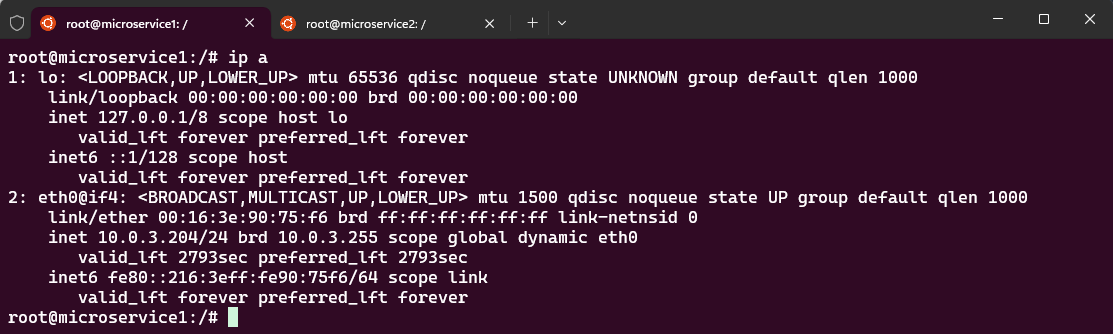 root@microservice1: /
root@microservice2: /
root@microservice1:/# ip a
1: lo: <LOOPBACK,UP,LOWER_UP> mtu 65536 qdisc noqueue state UNKNOWN group default qlen 1000
    link/loopback 00:00:00:00:00:00 brd 00:00:00:00:00:00
    inet 127.0.0.1/8 scope host lo
       valid_lft forever preferred_lft forever
    inet6 ::1/128 scope host
       valid_lft forever preferred_lft forever
2: eth0@if4: <BROADCAST,MULTICAST,UP,LOWER_UP> mtu 1500 qdisc noqueue state UP group default qlen 1000
    link/ether 00:16:3e:90:75:f6 brd ff:ff:ff:ff:ff:ff link-netnsid 0
    inet 10.0.3.204/24 brd 10.0.3.255 scope global dynamic eth0
       valid_lft 2793sec preferred_lft 2793sec
    inet6 fe80::216:3eff:fe90:75f6/64 scope link
       valid_lft forever preferred_lft forever
root@microservice1:/#